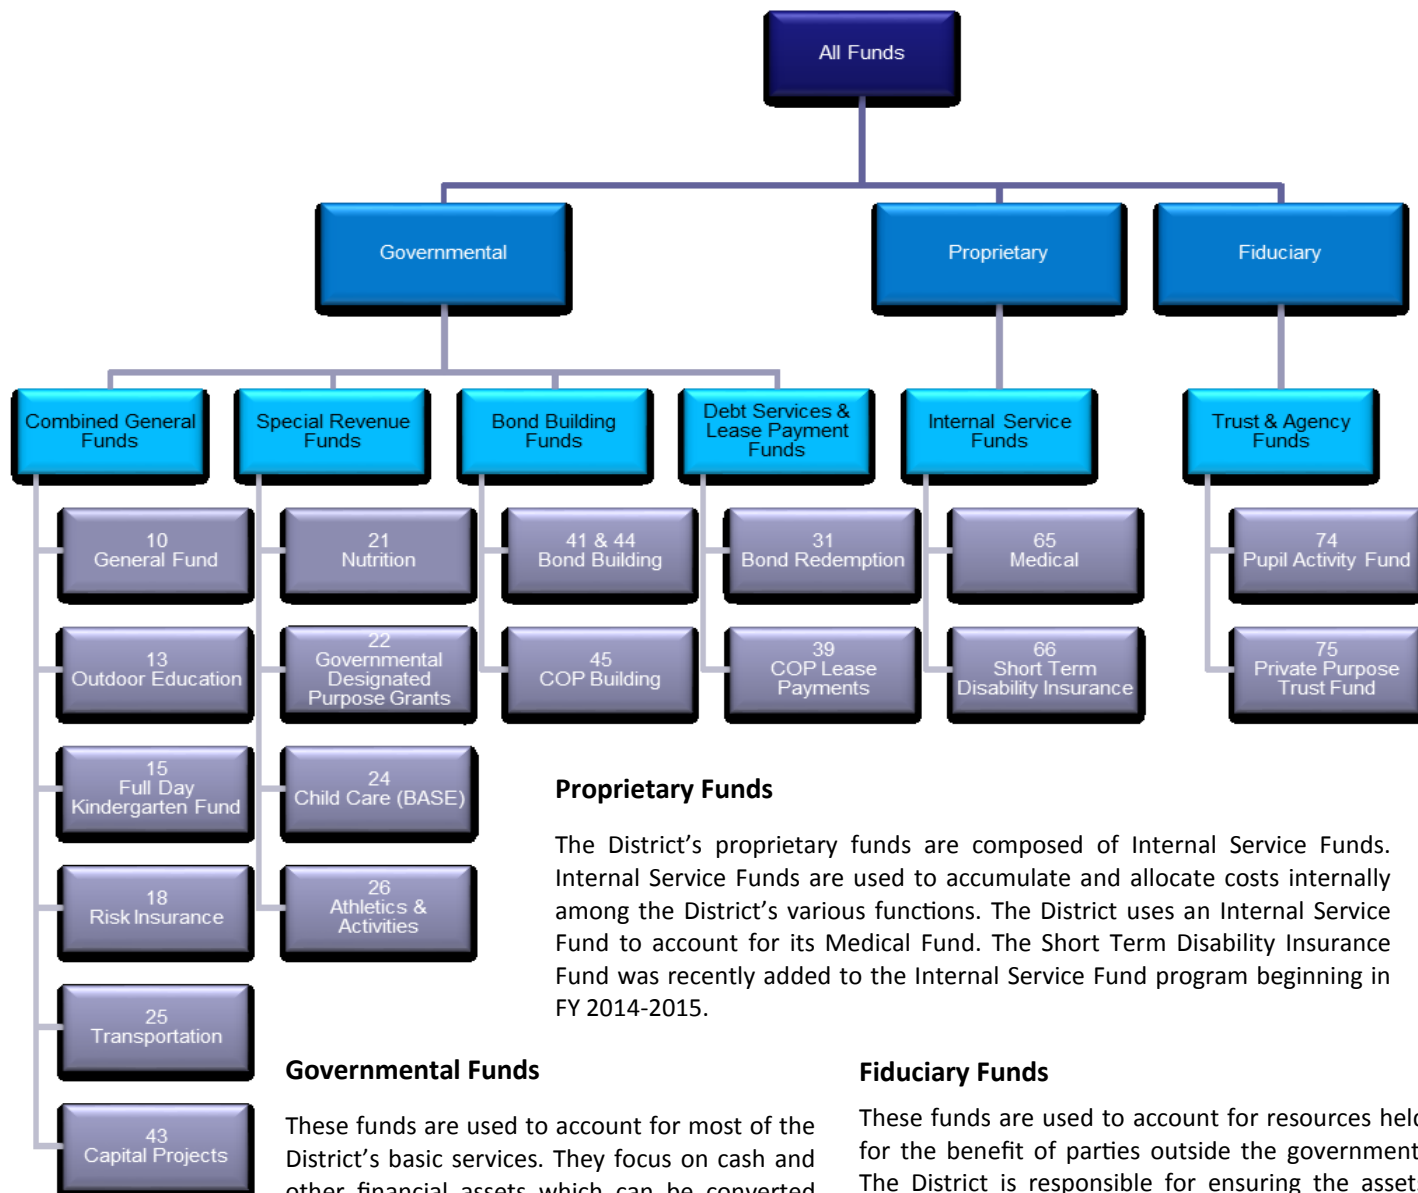 All Funds
Governmental
Proprietary
Fiduciary
Combined General
Funds
Special Revenue
Funds
Bond Building
Funds
Debt Services &
Lease Payment
Funds
Internal Service
Funds
Trust & Agency
Funds
10
General Fund
21
Nutrition
41 & 44
Bond Building
31
Bond Redemption
65
Medical
74
Pupil Activity Fund
13
Outdoor Education
22
Governmental
Designated
Purpose Grants
45
COP Building
39
COP Lease
Payments
66
Short Term
Disability Insurance
75
Private Purpose
Trust Fund
15
Full Day
Kindergarten Fund
24
Child Care (BASE)
18
Risk Insurance
26
Athletics &
Activities
25
Transportation
43
Capital Projects
Proprietary Funds
The District’s proprietary funds are composed of Internal Service Funds.
Internal Service Funds are used to accumulate and allocate costs internally
among the District’s various functions. The District uses an Internal Service
Fund to account for its Medical Fund. The Short Term Disability Insurance
Fund was recently added to the Internal Service Fund program beginning in
FY 2014-2015.
Governmental Funds
These funds are used to account for most of the
District’s basic services. They focus on cash and
other financial assets which can be converted
Fiduciary Funds
These funds are used to account for resources held
for the benefit of parties outside the government.
The District is responsible for ensuring the assets